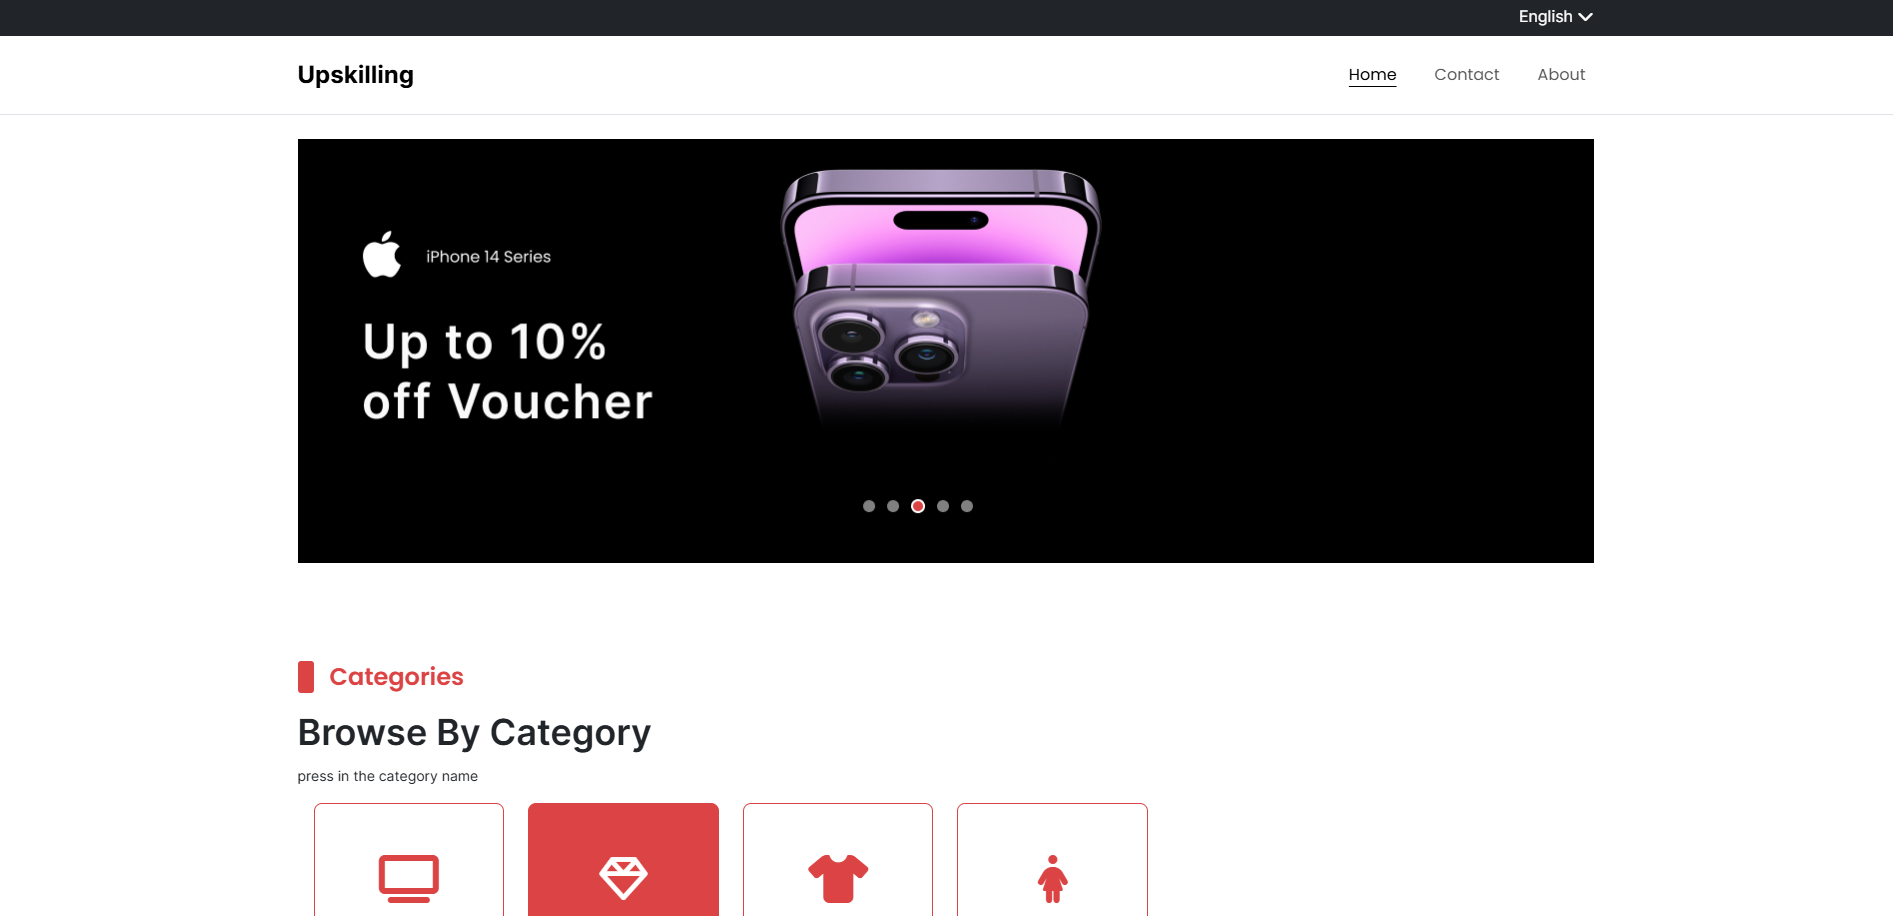 English
Upskilling
Home Contact About
iPhone 14 Series
Up to 10%
off Voucher
Categories
Browse By Category
press in the category name